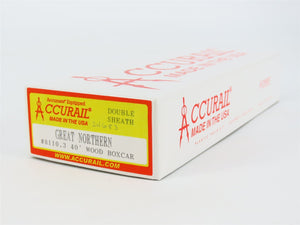 Accumate® Equipped
ACCURAIL®
MADE IN THE USA
DOUBLE
SHEATH
GREAT NORTHERN
#8110.3 40' WOOD BOXCAR
WWW.ACCURAIL.COM
ACCURAIL®
MADE IN THE USA